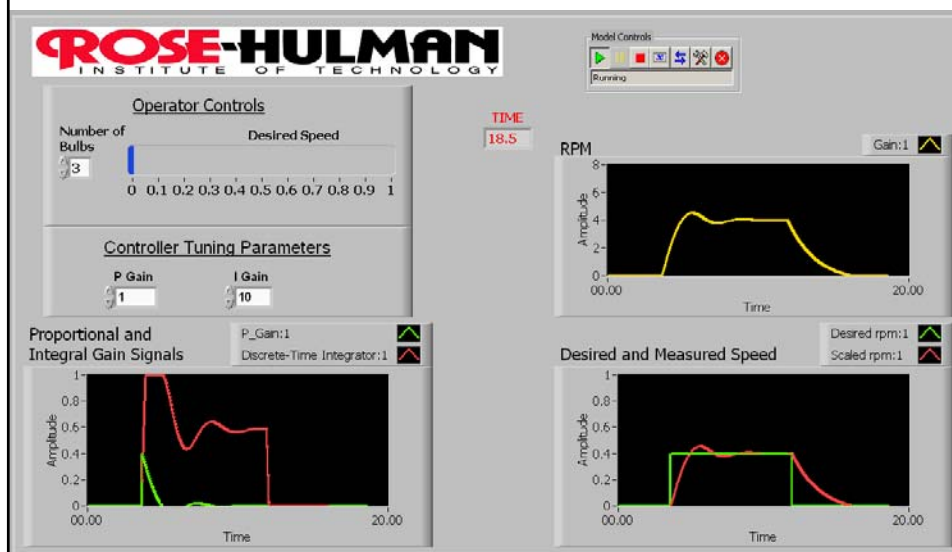 ROSE-HULMAN
INSTITUTE OF TECHNOLOGY
Model Controls
Running
Operator Controls
Number of
Bulbs
3
Desired Speed
0 0.1 0.2 0.3 0.4 0.5 0.6 0.7 0.8 0.9 1
TIME
18.5
Controller Tuning Parameters
P Gain
1
I Gain
10
RPM
Gain:1
8-
6-
4-
2-
0-
Amplitude
00.00
20.00
Time
Proportional and
Integral Gain Signals
P_Gain:1
Discrete-Time Integrator:1
1-
0.8-
0.6-
0.4-
0.2-
0-
Amplitude
00.00
20.00
Time
Desired and Measured Speed
Desired rpm:1
Scaled rpm:1
1-
0.8-
0.6-
0.4-
0.2-
0-
Amplitude
00.00
20.00
Time